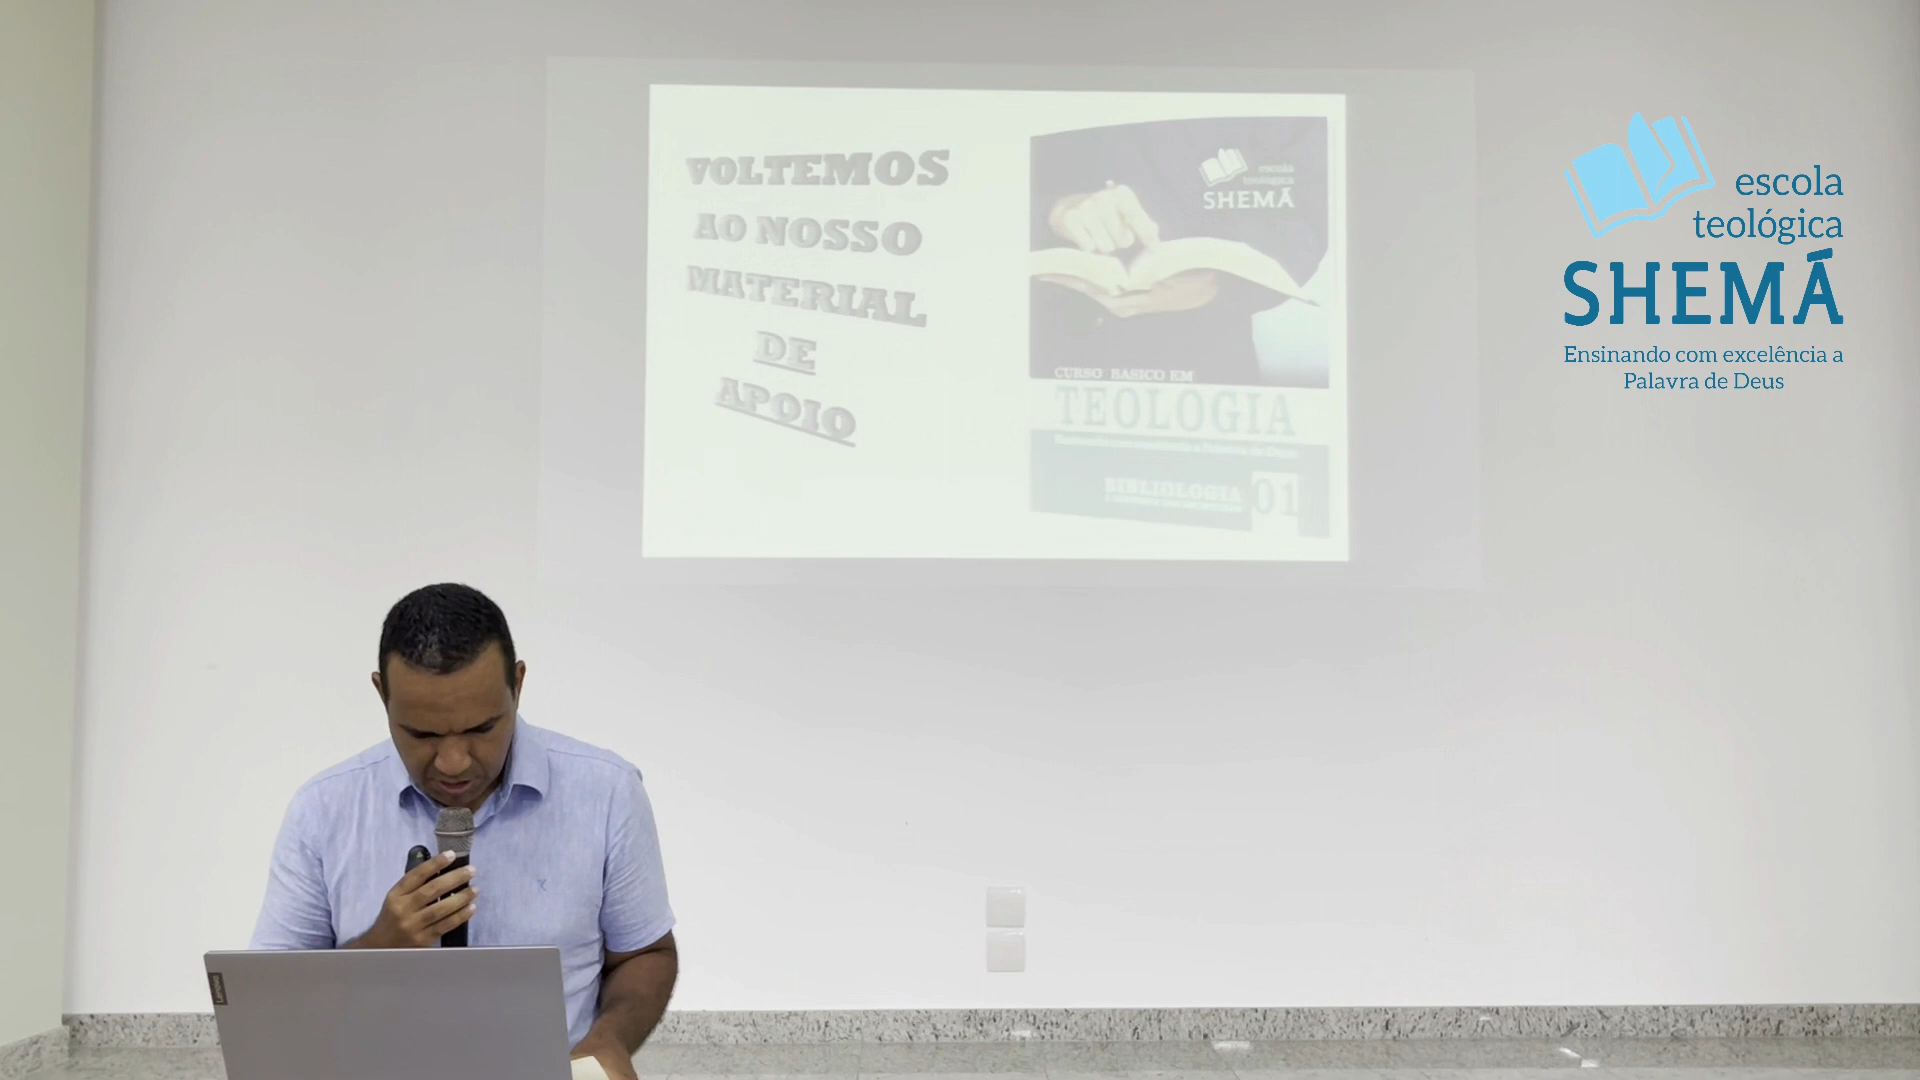 VOLTEMOS
AO NOSSO
MATERIAL
DE
APOIO
escola
teológica
SHEMÁ
CURSO BASICO EM
TEOLOGIA
BIBLIOLOGIA
01
escola
teológica
SHEMÁ
Ensinando com excelência a
Palavra de Deus
Lenovo